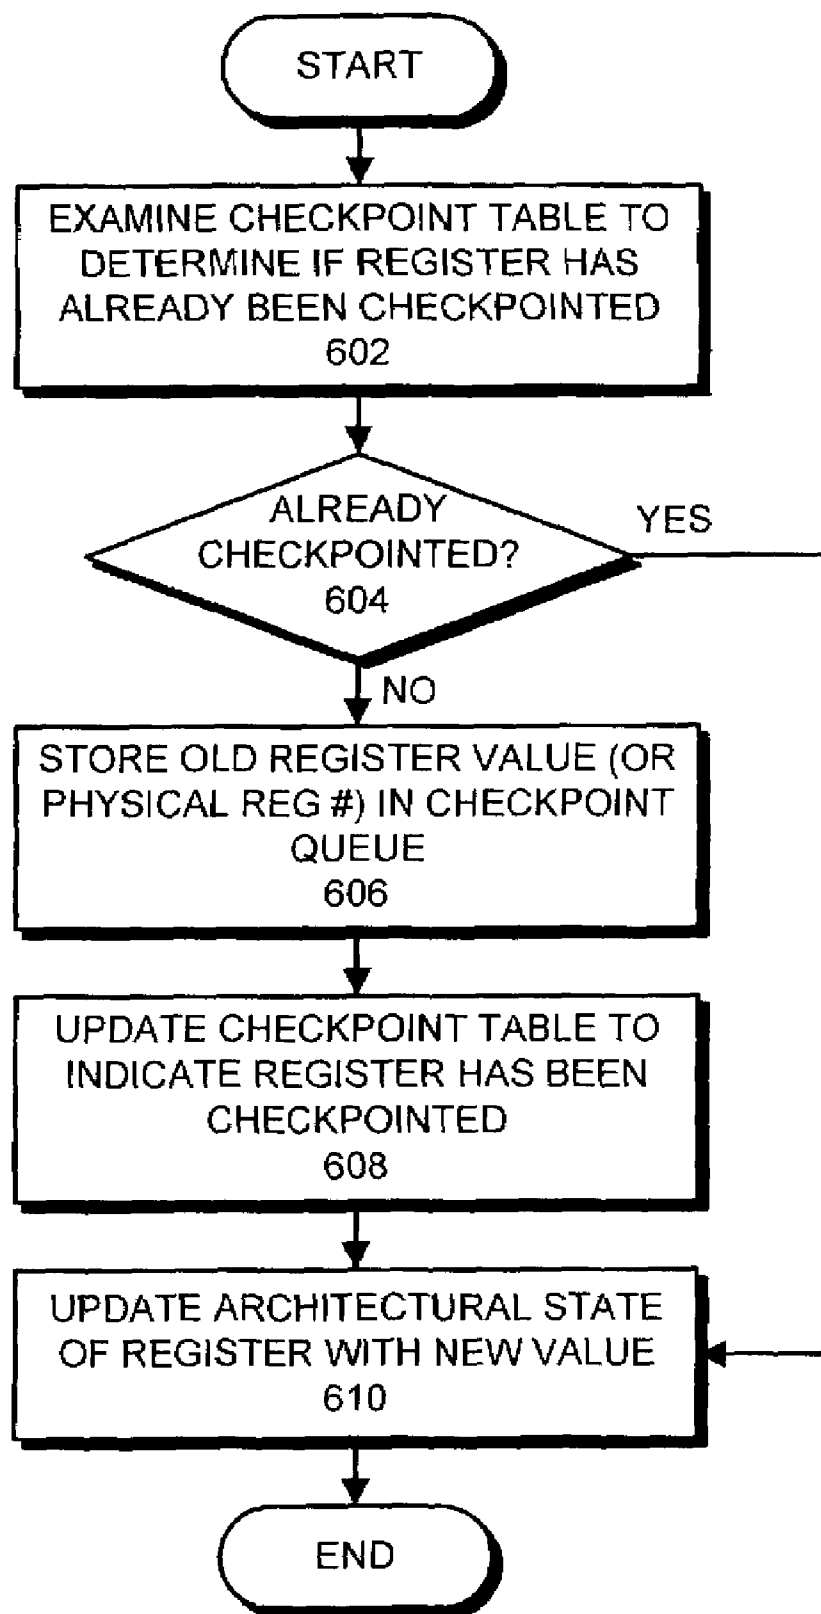 START
EXAMINE CHECKPOINT TABLE TO
DETERMINE IF REGISTER HAS
ALREADY BEEN CHECKPOINTED
602
ALREADY
CHECKPOINTED?
604
YES
NO
STORE OLD REGISTER VALUE (OR
PHYSICAL REG #) IN CHECKPOINT
QUEUE
606
UPDATE CHECKPOINT TABLE TO
INDICATE REGISTER HAS BEEN
CHECKPOINTED
608
UPDATE ARCHITECTURAL STATE
OF REGISTER WITH NEW VALUE
610
END